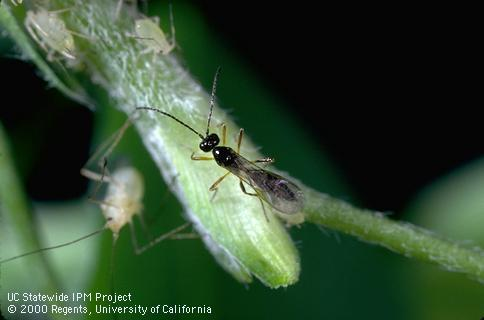 UC Statewide IPM Project
© 2000 Regents, University of California